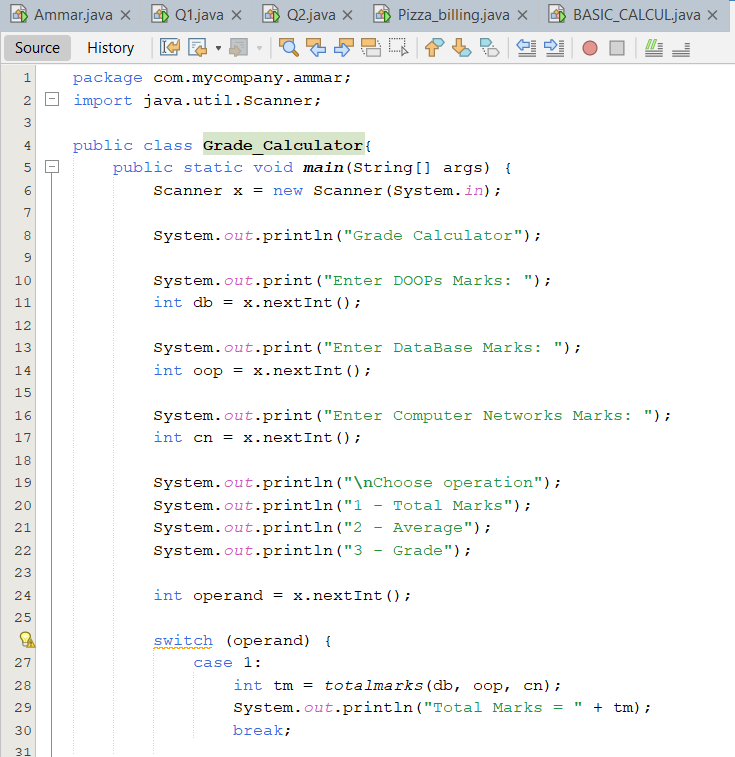 Ammar.java Q1.java Q2.java Pizza_billing.java BASIC_CALCUL.java
Source History
1 package com.mycompany.ammar;
2 import java.util.Scanner;
3
4 public class Grade_Calculator{
5 public static void main(String[] args) {
6 Scanner x = new Scanner(System.in);
7
8 System.out.println("Grade Calculator");
9
10 System.out.print("Enter DOOPs Marks: ");
11 int db = x.nextInt();
12
13 System.out.print("Enter DataBase Marks: ");
14 int oop = x.nextInt();
15
16 System.out.print("Enter Computer Networks Marks: ");
17 int cn = x.nextInt();
18
19 System.out.println("\nChoose operation");
20 System.out.println("1 - Total Marks");
21 System.out.println("2 - Average");
22 System.out.println("3 - Grade");
23
24 int operand = x.nextInt();
25
switch (operand) {
27 case 1:
28 int tm = totalmarks(db, oop, cn);
29 System.out.println("Total Marks = " + tm);
30 break;
31